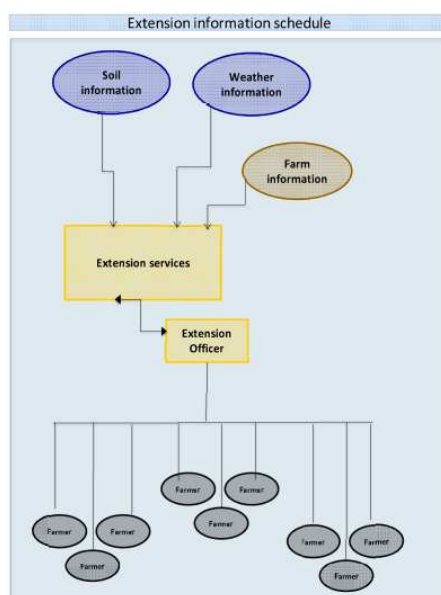 Extension information schedule
Soil
information
Weather
information
Farm
information
Extension services
Extension
Officer
Farmer
Farmer
Farmer
Farmer
Farmer
Farmer
Farmer
Farmer
Farmer